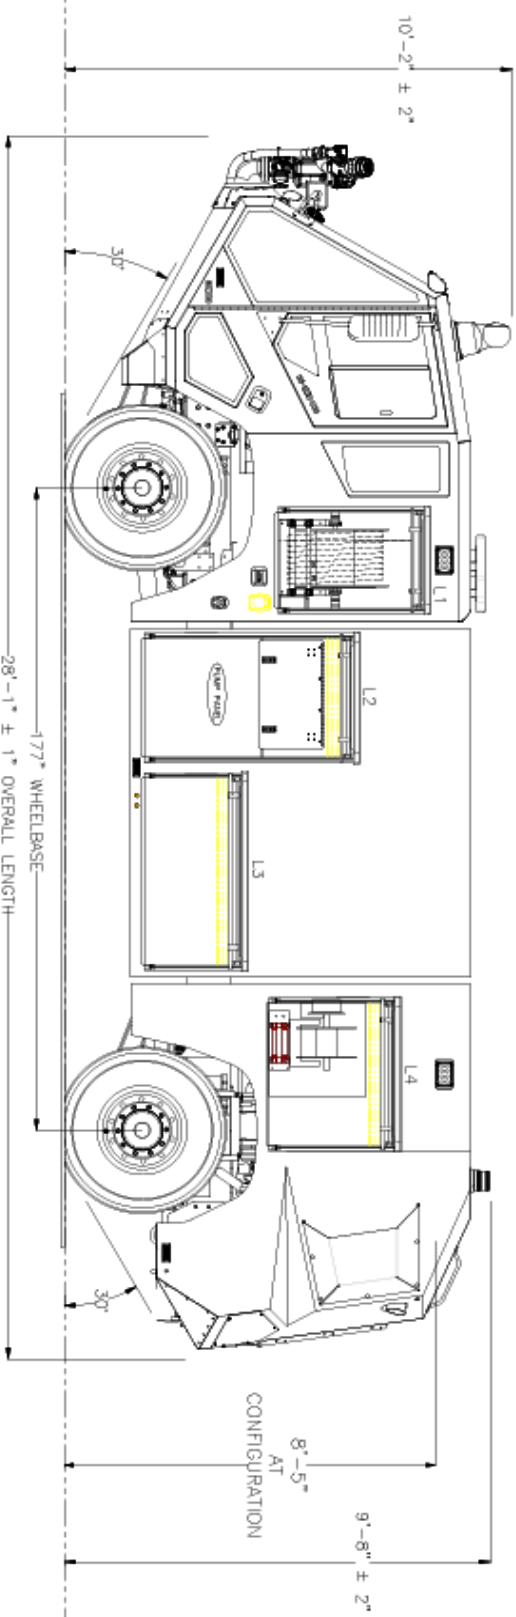 10'-2" ± 2"
30°
L1
L2
PUMP PANEL
L3
L4
30°
177" WHEELBASE
28'-1" ± 1" OVERALL LENGTH
8'-5"
AT
CONFIGURATION
9'-8" ± 2"